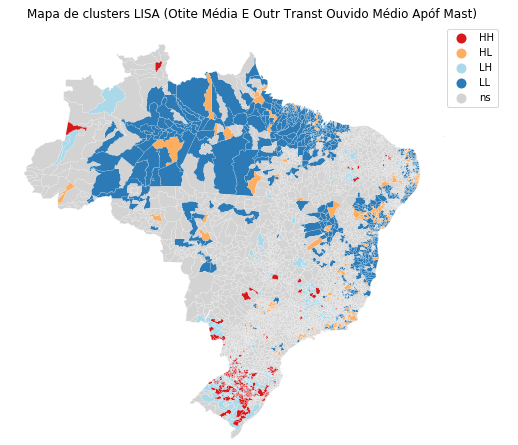 Mapa de clusters LISA (Otite Média E Outr Transt Ouvido Médio Apóf Mast)
HH
HL
LH
LL
ns